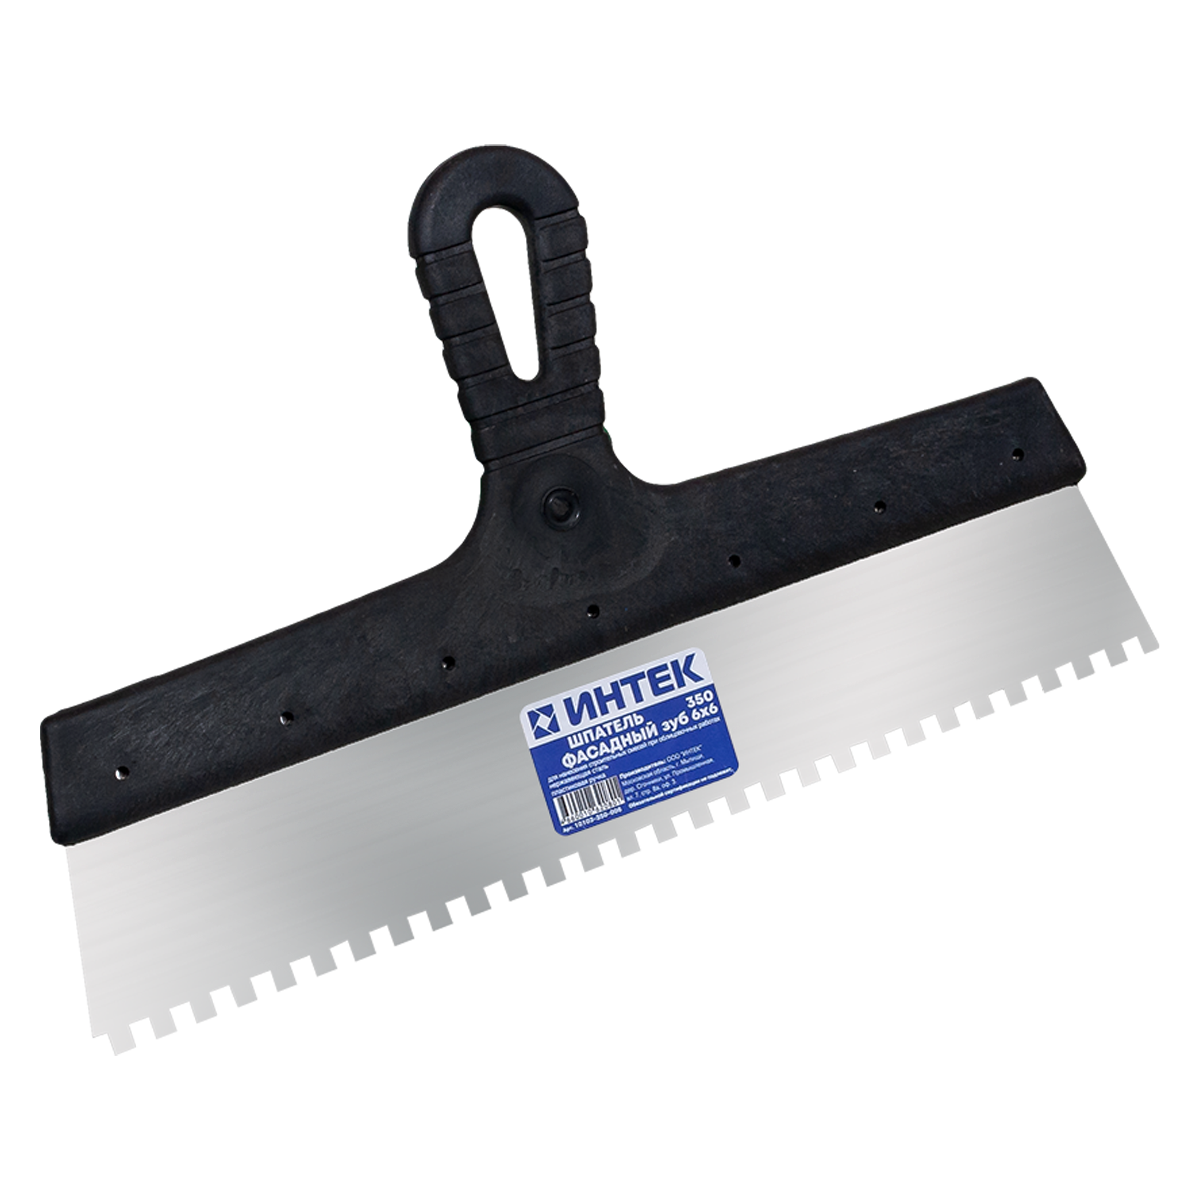 ИНТЕК
ШПАТЕЛЬ 350
ФАСАДНЫЙ зуб 6х6
для нанесения строительных смесей при облицовочных работах
нержавеющая сталь
пластиковая ручка
Производитель: ООО "ИНТЕК"
Московская область, г. Мытищи,
дер. Сгонники, ул. Промышленная,
вл. 7, стр. 8а, оф. 3
Обязательной сертификации не подлежит.
Арт. 10103-350-006